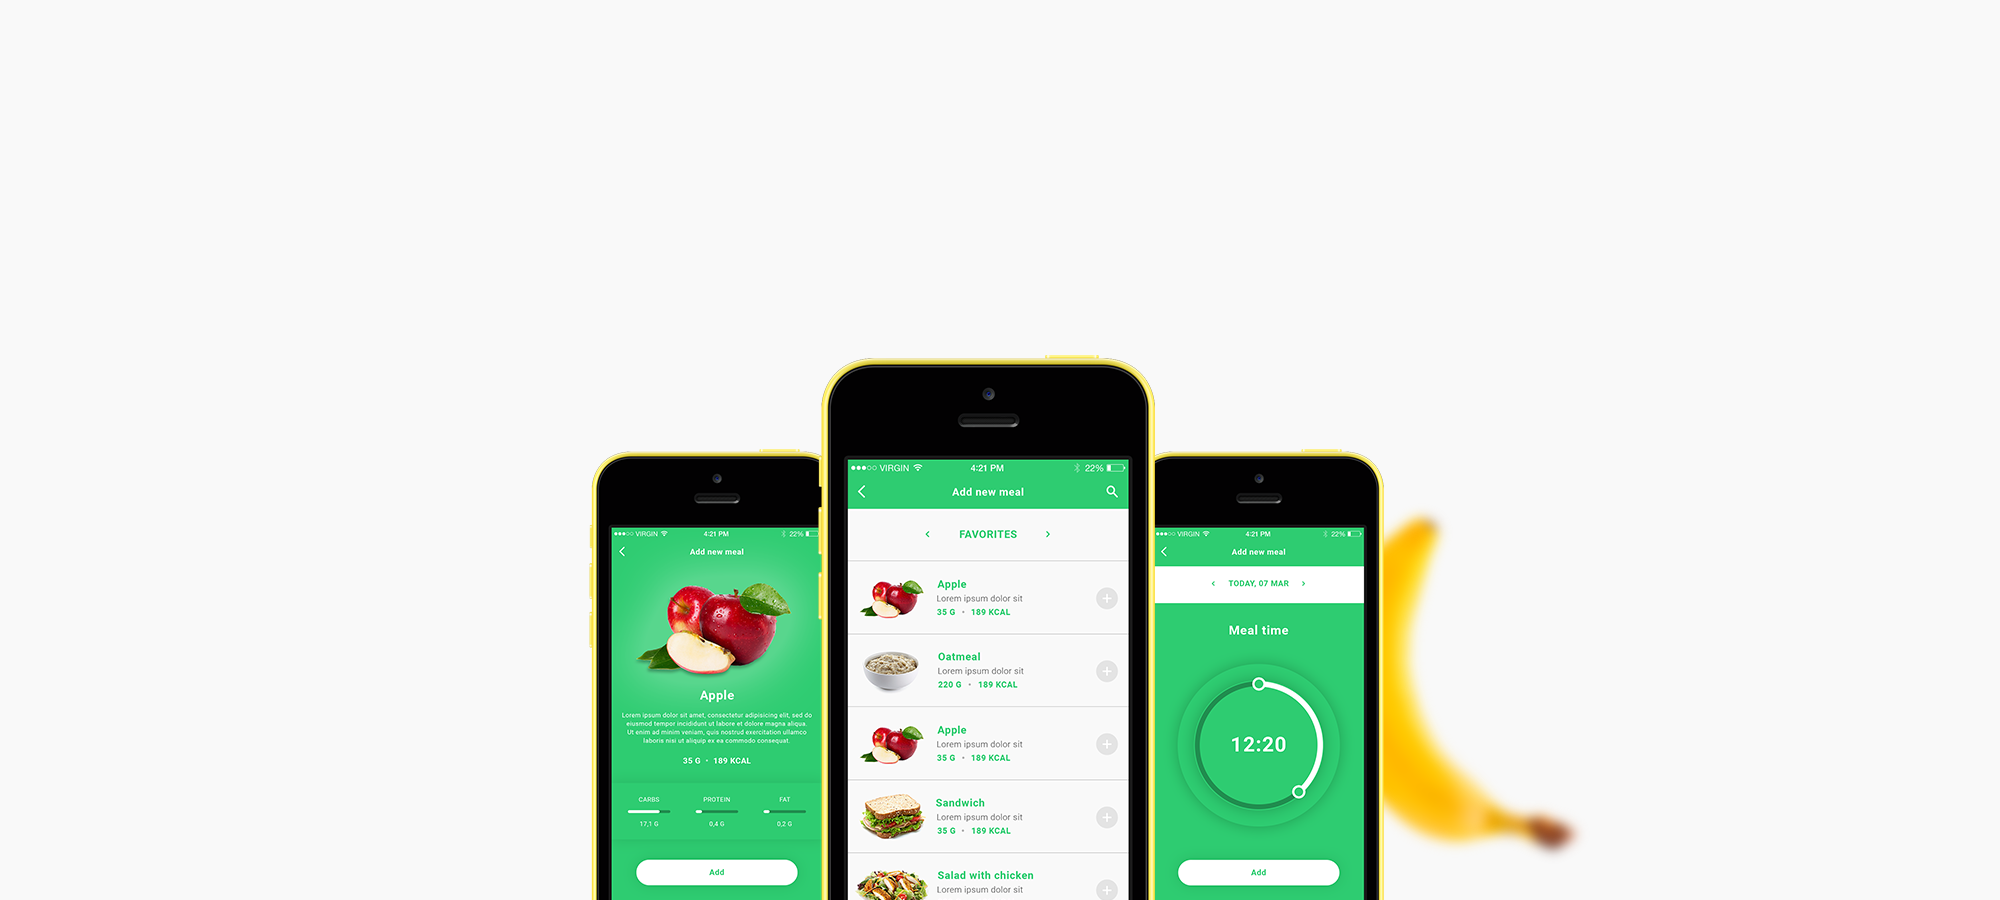 VIRGIN 4:21 PM 22%
Add new meal
Apple
Lorem ipsum dolor sit amet, consectetur adipisicing elit, sed do
eiusmod tempor incididunt ut labore et dolore magna aliqua.
Ut enim ad minim veniam, quis nostrud exercitation ullamco
laboris nisi ut aliquip ex ea commodo consequat.
35 G • 189 KCAL
CARBS PROTEIN FAT
17,1 G 0,4 G 0,2 G
Add
VIRGIN 4:21 PM 22%
Add new meal
FAVORITES
Apple
Lorem ipsum dolor sit
35 G • 189 KCAL
Oatmeal
Lorem ipsum dolor sit
220 G • 189 KCAL
Apple
Lorem ipsum dolor sit
35 G • 189 KCAL
Sandwich
Lorem ipsum dolor sit
35 G • 189 KCAL
Salad with chicken
Lorem ipsum dolor sit
VIRGIN 4:21 PM 22%
Add new meal
TODAY, 07 MAR
Meal time
12:20
Add